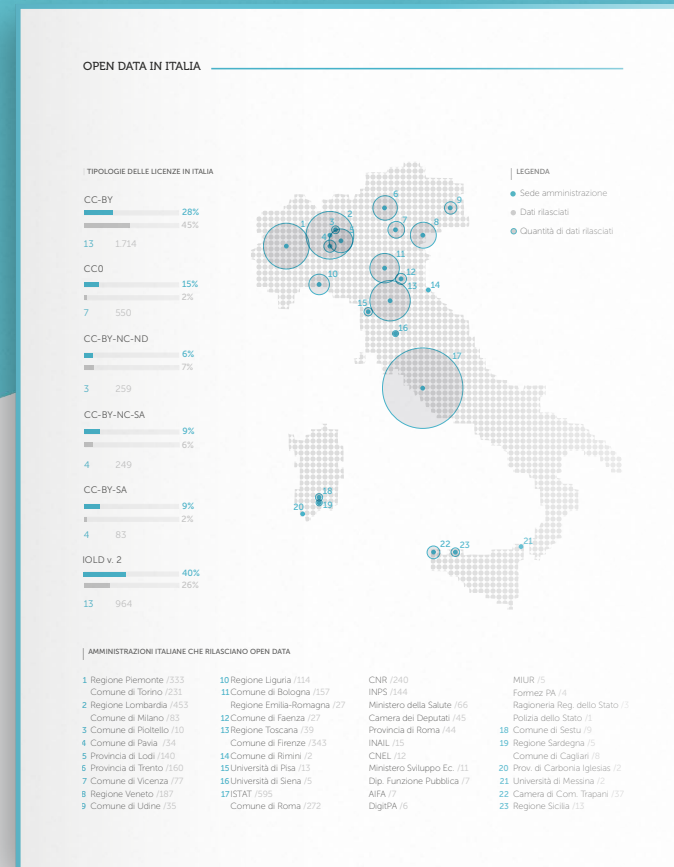 OPEN DATA IN ITALIA
TIPOLOGIE DELLE LICENZE IN ITALIA
CC-BY
28%
45%
13 1.714
CC0
15%
2%
7 550
CC-BY-NC-ND
6%
7%
3 259
CC-BY-NC-SA
9%
6%
4 249
CC-BY-SA
9%
2%
4 83
IOLD v. 2
40%
26%
13 964
1
2
3
4
5
6
7
8
9
10
11
12
13
14
15
16
17
18
19
20
21
22
23
LEGENDA
Sede amministrazione
Dati rilasciati
Quantità di dati rilasciati
AMMINISTRAZIONI ITALIANE CHE RILASCIANO OPEN DATA
1 Regione Piemonte /333
Comune di Torino /231
2 Regione Lombardia /453
Comune di Milano /83
3 Comune di Pioltello /10
4 Comune di Pavia /34
5 Provincia di Lodi /140
6 Provincia di Trento /160
7 Comune di Vicenza /77
8 Regione Veneto /187
9 Comune di Udine /35
10 Regione Liguria /114
11 Comune di Bologna /157
Regione Emilia-Romagna /27
12 Comune di Faenza /27
13 Regione Toscana /39
Comune di Firenze /343
14 Comune di Rimini /2
15 Università di Pisa /13
16 Università di Siena /5
17 ISTAT /595
Comune di Roma /272
CNR /240
INPS /144
Ministero della Salute /66
Camera dei Deputati /45
Provincia di Roma /44
INAIL /15
CNEL /12
Ministero Sviluppo Ec. /11
Dip. Funzione Pubblica /7
AIFA /7
DigitPA /6
MIUR /5
Formez PA /4
Ragioneria Reg. dello Stato
Polizia dello Stato /1
18 Comune di Sestu /9
19 Regione Sardegna /5
Comune di Cagliari /8
20 Prov. di Carbonia Iglesias /2
21 Università di Messina /2
22 Camera di Com. Trapani /37
23 Regione Sicilia /13